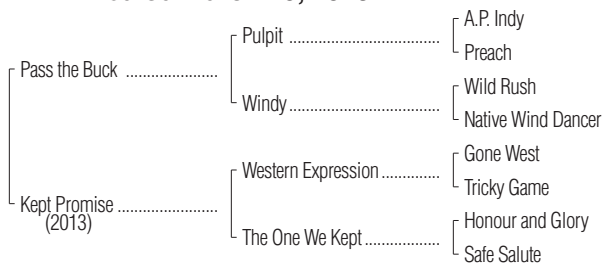 A.P. Indy
Pulpit ........................................
Preach
Pass the Buck ........................
Wild Rush
Windy ........................................
Native Wind Dancer
Gone West
Western Expression ...............
Tricky Game
Kept Promise ..........................
(2013)
Honour and Glory
The One We Kept ....................
Safe Salute